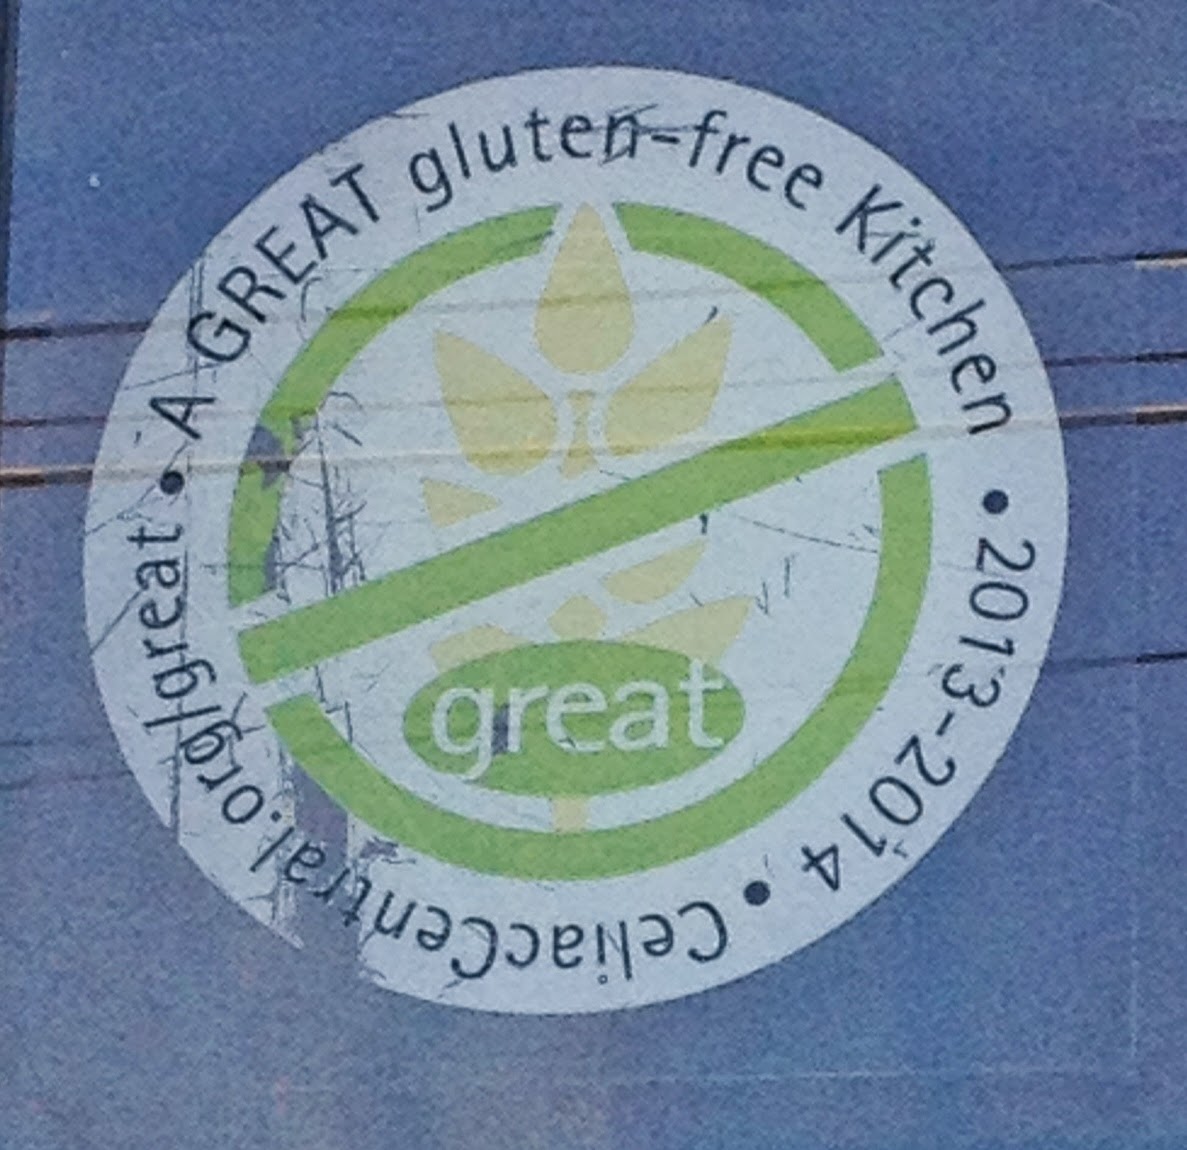 • A GREAT gluten-free Kitchen • 2013-2014 • CeliacCentral.org/great
great